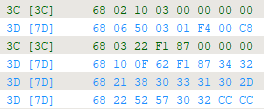 3C [3C] 68 02 10 03 00 00 00 00
3D [7D] 68 06 50 03 01 F4 00 C8
3C [3C] 68 03 22 F1 87 00 00 00
3D [7D] 68 10 0F 62 F1 87 34 32
3D [7D] 68 21 38 30 33 31 30 2D
3D [7D] 68 22 52 57 30 32 CC CC